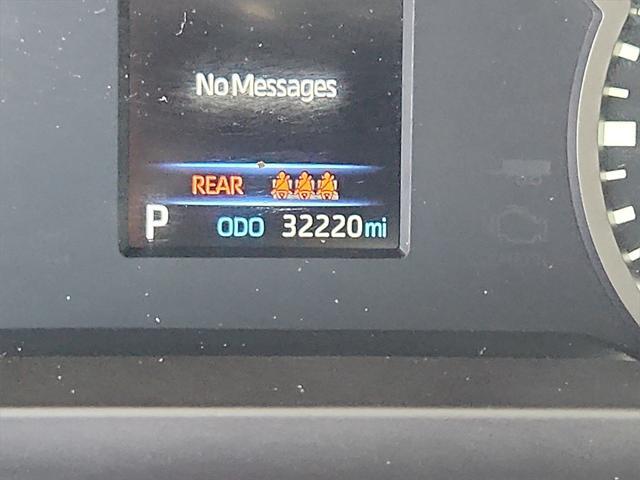 No Messages
REAR
P ODO 32220 mi